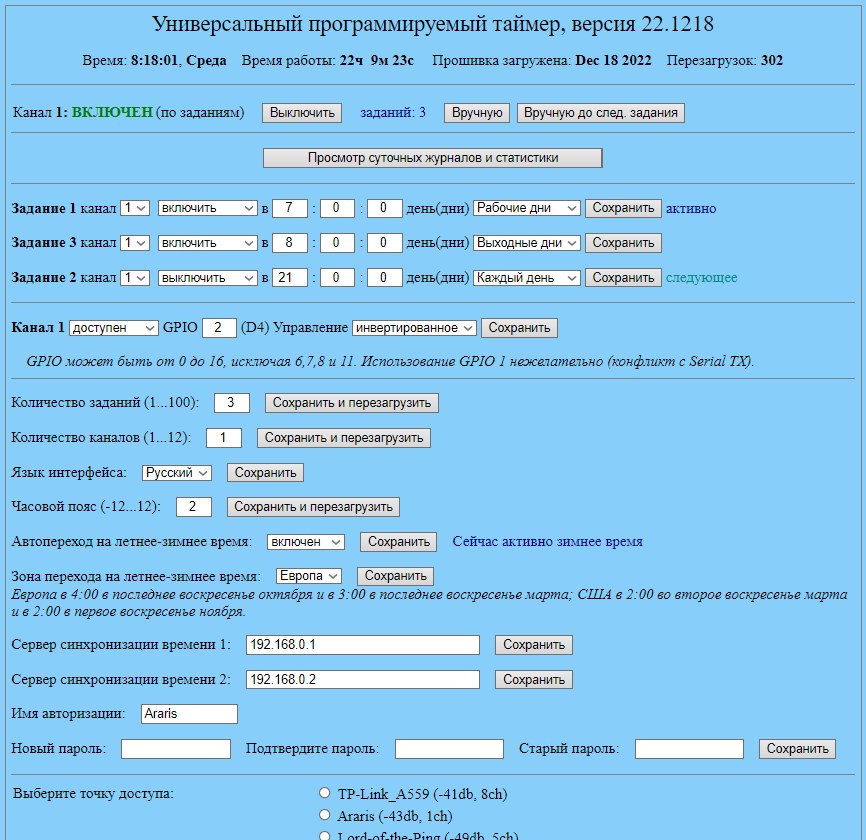 Универсальный программируемый таймер, версия 22.1218
Время: 8:18:01, Среда Время работы: 22ч 9м 23с Прошивка загружена: Dec 18 2022 Перезагрузок: 302
Канал 1: ВКЛЮЧЕН (по заданиям) Выключить заданий: 3 Вручную Вручную до след. задания
Просмотр суточных журналов и статистики
Задание 1 канал 1 включить в 7 : 0 : 0 день(дни) Рабочие дни Сохранить активно
Задание 3 канал 1 включить в 8 : 0 : 0 день(дни) Выходные дни Сохранить
Задание 2 канал 1 выключить в 21 : 0 : 0 день(дни) Каждый день Сохранить следующее
Канал 1 доступен GPIO 2 (D4) Управление инвертированное Сохранить
GPIO может быть от 0 до 16, исключая 6,7,8 и 11. Использование GPIO 1 нежелательно (конфликт с Serial TX).
Количество заданий (1...100): 3 Сохранить и перезагрузить
Количество каналов (1...12): 1 Сохранить и перезагрузить
Язык интерфейса: Русский Сохранить
Часовой пояс (-12...12): 2 Сохранить и перезагрузить
Автопереход на летнее-зимнее время: включен Сохранить Сейчас активно зимнее время
Зона перехода на летнее-зимнее время: Европа Сохранить
Европа в 4:00 в последнее воскресенье октября и в 3:00 в последнее воскресенье марта; США в 2:00 во второе воскресенье марта
и в 2:00 в первое воскресенье ноября.
Сервер синхронизации времени 1: 192.168.0.1 Сохранить
Сервер синхронизации времени 2: 192.168.0.2 Сохранить
Имя авторизации: Araris
Новый пароль: Подтвердите пароль: Старый пароль: Сохранить
Выберите точку доступа: TP-Link_A559 (-41db, 8ch)
Araris (-43db, 1ch)
Lord-of-the-Ping (-49db, 5ch)